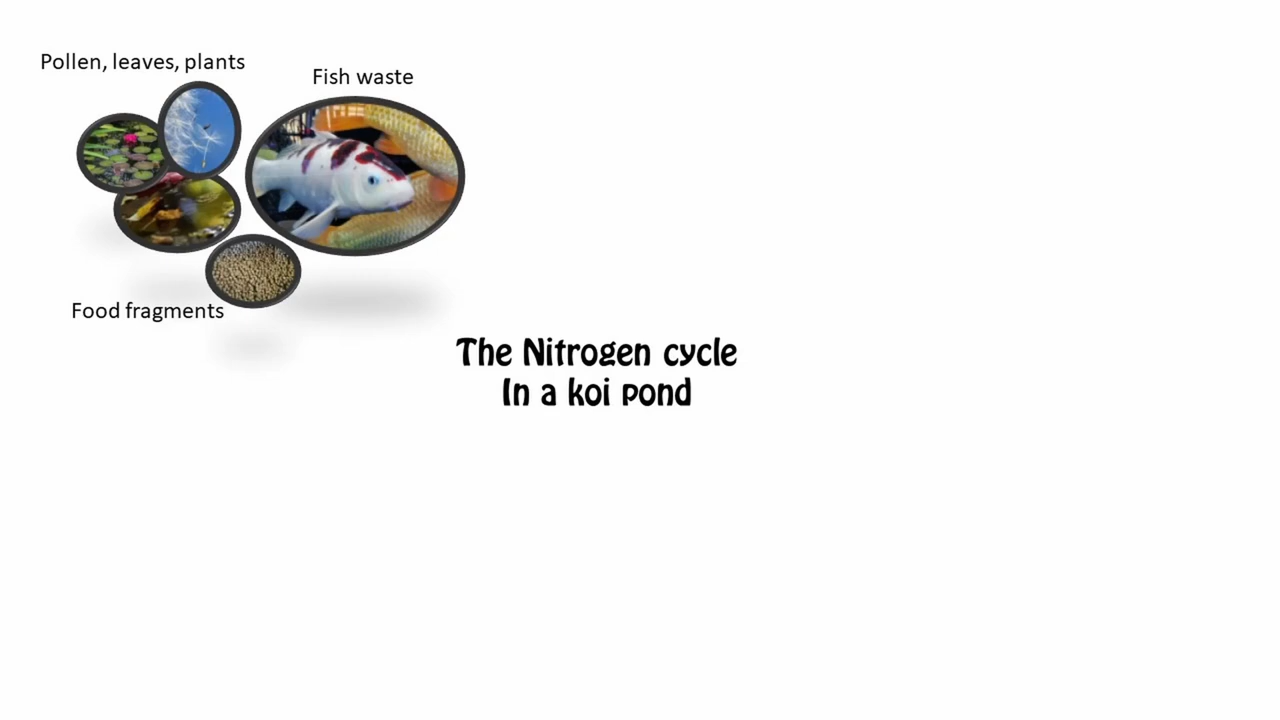 Pollen, leaves, plants
Fish waste
Food fragments
The Nitrogen cycle
In a koi pond